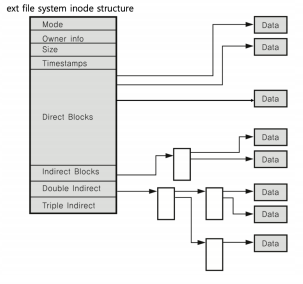 ext file system inode structure
Mode
Owner info
Size
Timestamps
Direct Blocks
Indirect Blocks
Double Indirect
Triple Indirect
Data
Data
Data
Data
Data
Data
Data
Data